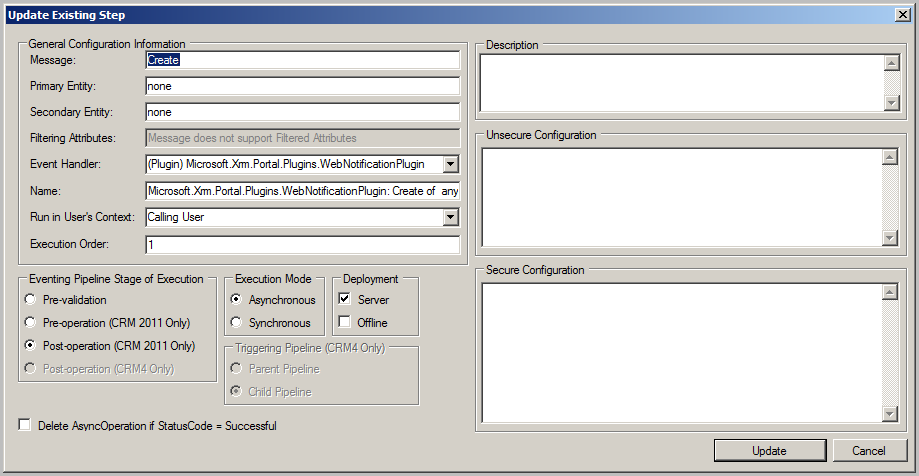 Update Existing Step
General Configuration Information
Message: Create
Primary Entity: none
Secondary Entity: none
Filtering Attributes: Message does not support Filtered Attributes
Event Handler: (Plugin) Microsoft.Xrm.Portal.Plugins.WebNotificationPlugin
Name: Microsoft.Xrm.Portal.Plugins.WebNotificationPlugin: Create of any
Run in User's Context: Calling User
Execution Order: 1
Eventing Pipeline Stage of Execution
Pre-validation
Pre-operation (CRM 2011 Only)
Post-operation (CRM 2011 Only)
Post-operation (CRM4 Only)
Execution Mode
Asynchronous
Synchronous
Deployment
Server
Offline
Triggering Pipeline (CRM4 Only)
Parent Pipeline
Child Pipeline
Delete AsyncOperation if StatusCode = Successful
Description
Unsecure Configuration
Secure Configuration
Update
Cancel